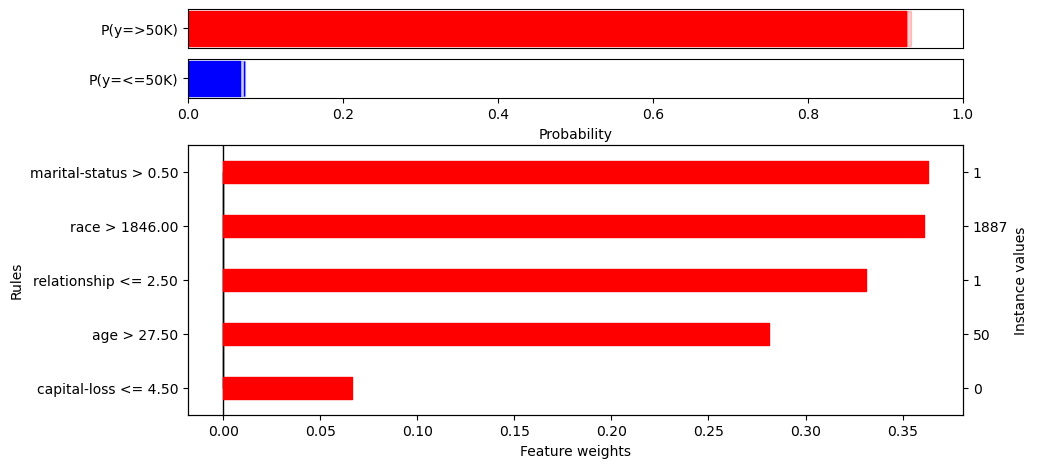 P(y=>50K)
P(y=<=50K)
0.0 0.2 0.4 0.6 0.8 1.0
Probability
marital-status > 0.50 1
race > 1846.00 1887
relationship <= 2.50 1
age > 27.50 50
capital-loss <= 4.50 0
Rules
Instance values
0.00 0.05 0.10 0.15 0.20 0.25 0.30 0.35
Feature weights